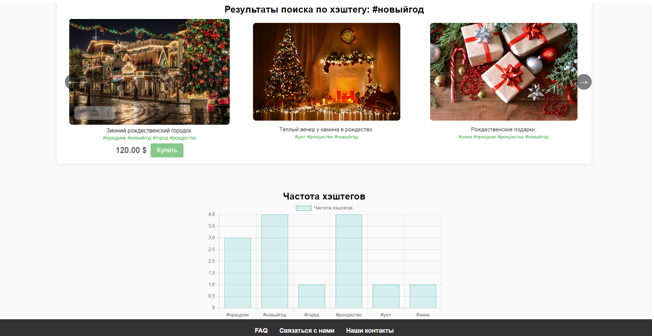 Результаты поиска по хэштегу: #новыйгод
Зимний рождественский городок
#праздник #новыйгод #город #рождество
120.00 $ Купить
Теплый вечер у камина в рождество
#уют #рождество #новыйгод
Рождественские подарки
#зима #праздник #рождество #новыйгод
Частота хэштегов
Частота хэштегов
4,0
3,5
3,0
2,5
2,0
1,5
1,0
0,5
0
#праздник #новыйгод #город #рождество #уют #зима
FAQ Связаться с нами Наши контакты